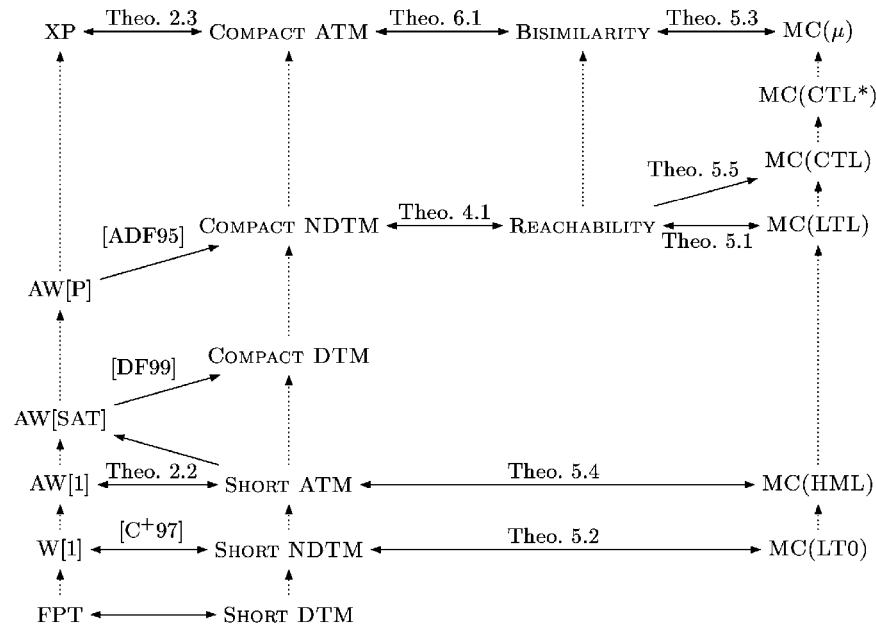 XP Theo. 2.3 COMPACT ATM Theo. 6.1 BISIMILARITY Theo. 5.3 MC(μ)
MC(CTL*)
Theo. 5.5 MC(CTL)
[ADF95] COMPACT NDTM Theo. 4.1 REACHABILITY Theo. 5.1 MC(LTL)
AW[P]
[DF99] COMPACT DTM
AW[SAT]
AW[1] Theo. 2.2 SHORT ATM Theo. 5.4 MC(HML)
W[1] [C+97] SHORT NDTM Theo. 5.2 MC(LT0)
FPT SHORT DTM